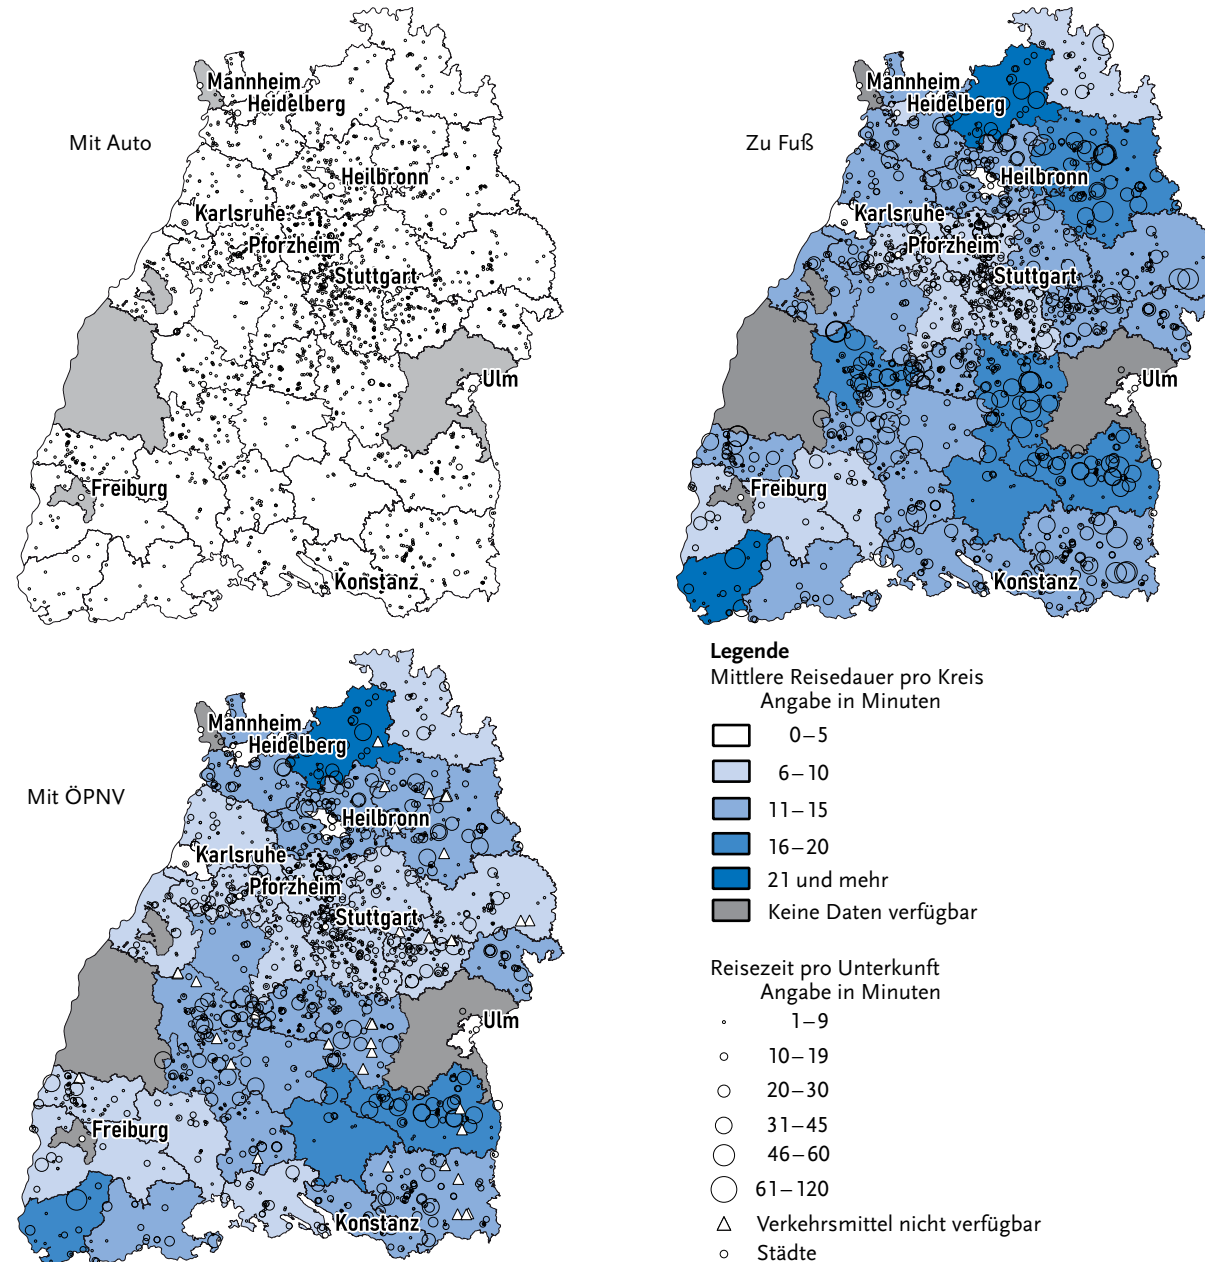 Mit Auto
Mannheim
Heidelberg
Heilbronn
Karlsruhe
Pforzheim
Stuttgart
Ulm
Freiburg
Konstanz
Zu Fuß
Mannheim
Heidelberg
Heilbronn
Karlsruhe
Pforzheim
Stuttgart
Ulm
Freiburg
Konstanz
Mit ÖPNV
Mannheim
Heidelberg
Heilbronn
Karlsruhe
Pforzheim
Stuttgart
Ulm
Freiburg
Konstanz
Legende
Mittlere Reisedauer pro Kreis
Angabe in Minuten
0–5
6–10
11–15
16–20
21 und mehr
Keine Daten verfügbar
Reisezeit pro Unterkunft
Angabe in Minuten
1–9
10–19
20–30
31–45
46–60
61–120
Verkehrsmittel nicht verfügbar
Städte